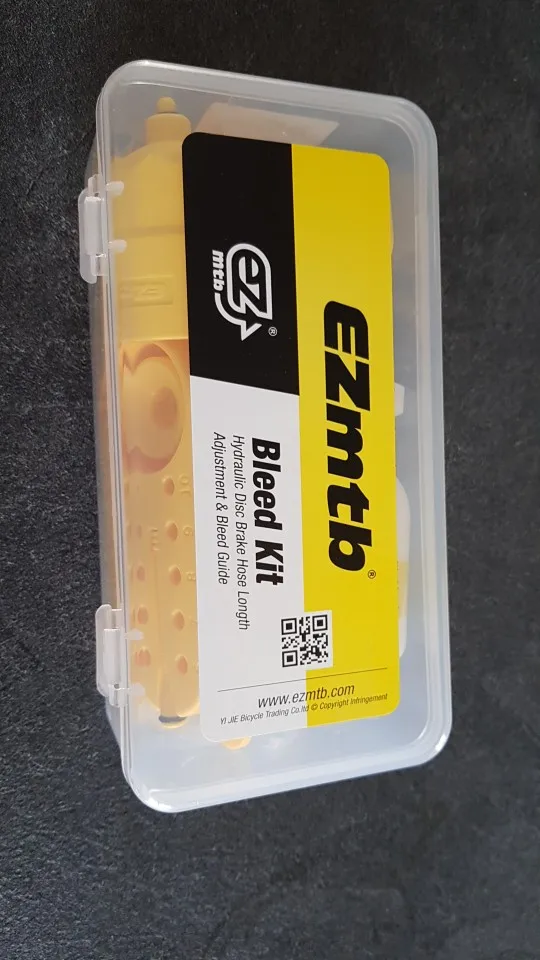 EZmtb®
ez®
mtb
Bleed Kit
Hydraulic Disc Brake Hose Length
Adjustment & Bleed Guide
www.ezmtb.com
YI JIE Bicycle Trading Co.ltd © Copyright Infringement